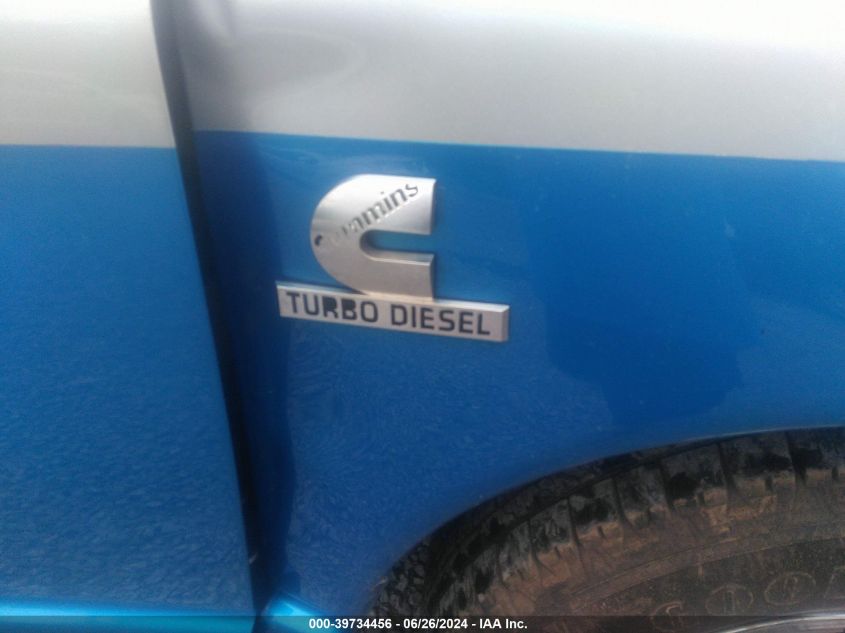 Cummins
TURBO DIESEL
000-39734456 - 06/26/2024 - IAA Inc.